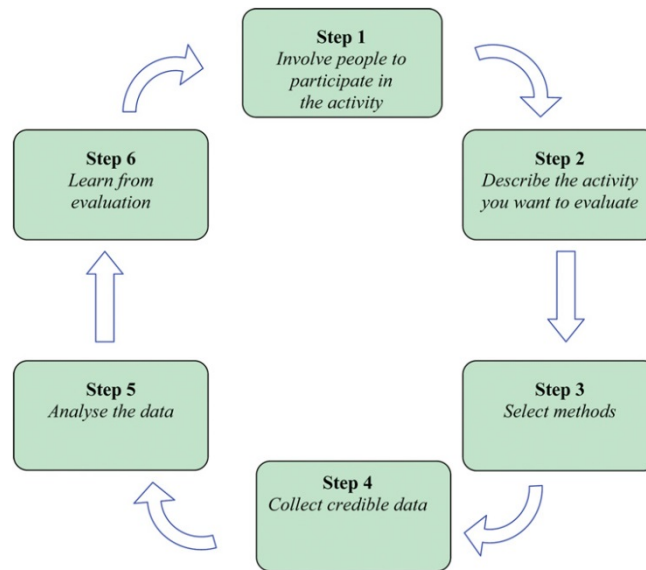 Step 1
Involve people to
participate in
the activity
Step 2
Describe the activity
you want to evaluate
Step 3
Select methods
Step 4
Collect credible data
Step 5
Analyse the data
Step 6
Learn from
evaluation